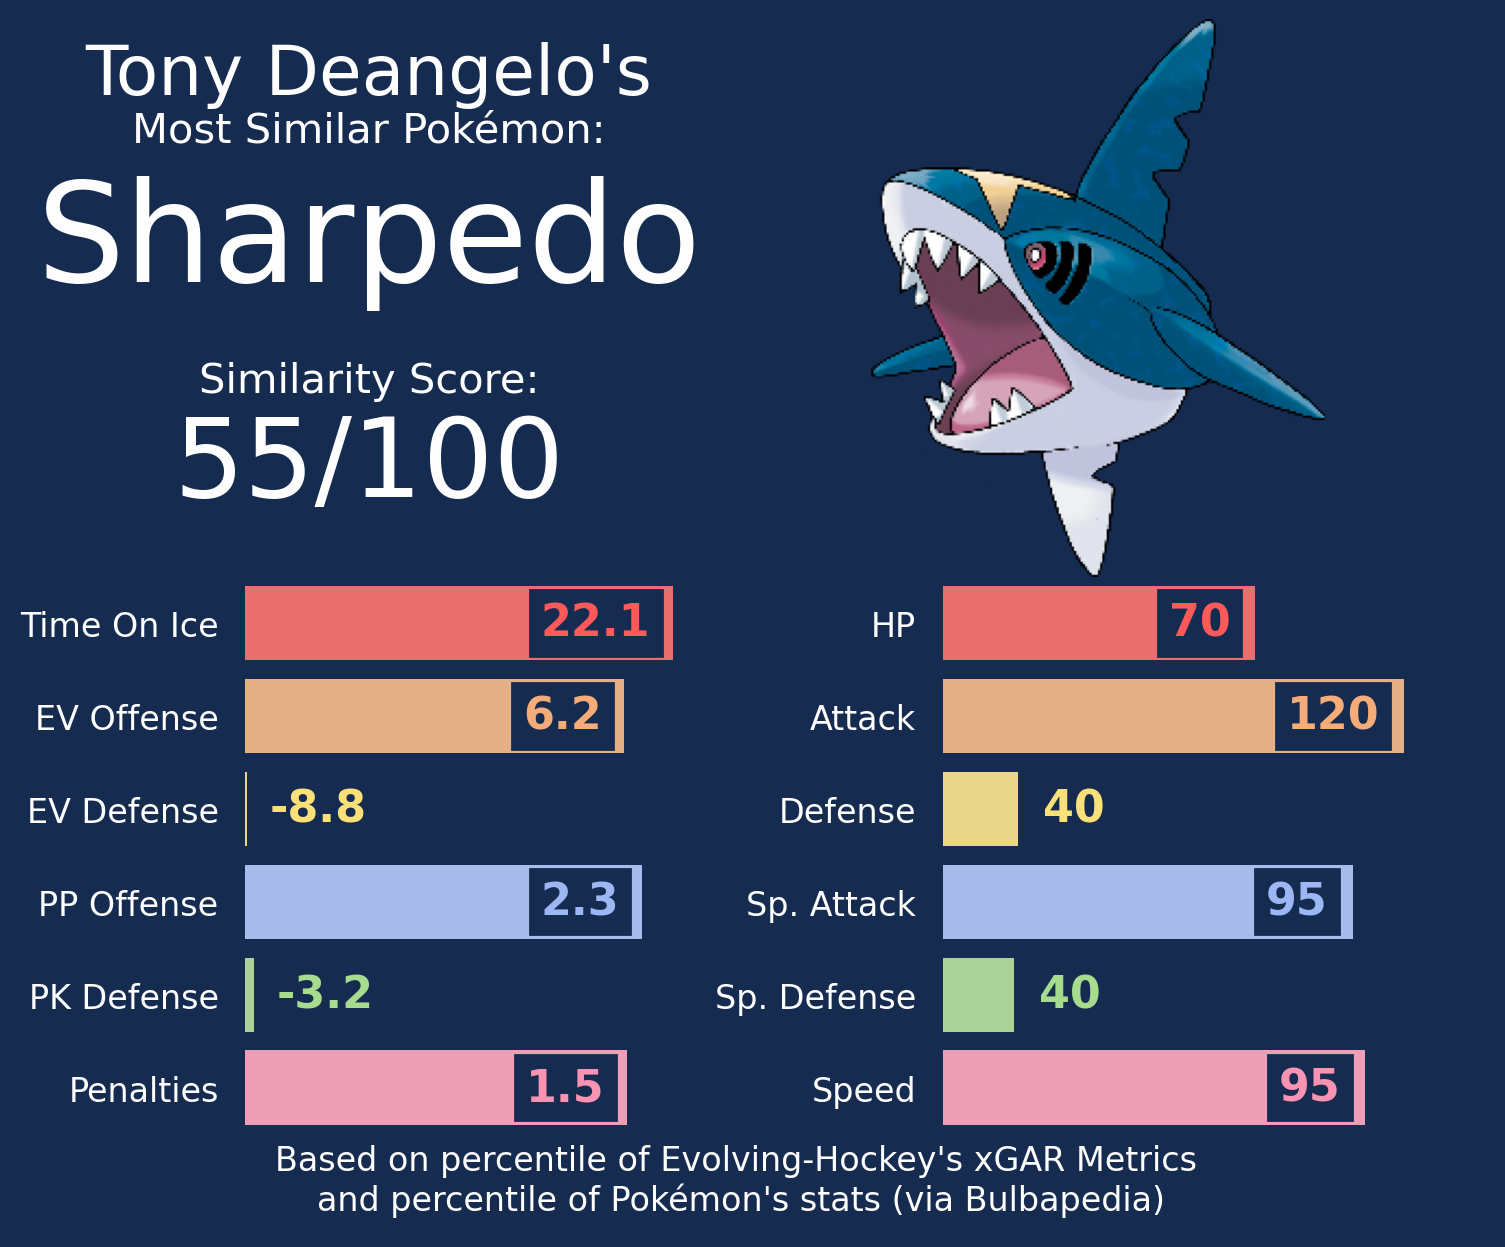 Tony Deangelo's
Most Similar Pokémon:
Sharpedo
Similarity Score:
55/100
Time On Ice 22.1
EV Offense 6.2
EV Defense -8.8
PP Offense 2.3
PK Defense -3.2
Penalties 1.5
HP 70
Attack 120
Defense 40
Sp. Attack 95
Sp. Defense 40
Speed 95
Based on percentile of Evolving-Hockey's xGAR Metrics
and percentile of Pokémon's stats (via Bulbapedia)